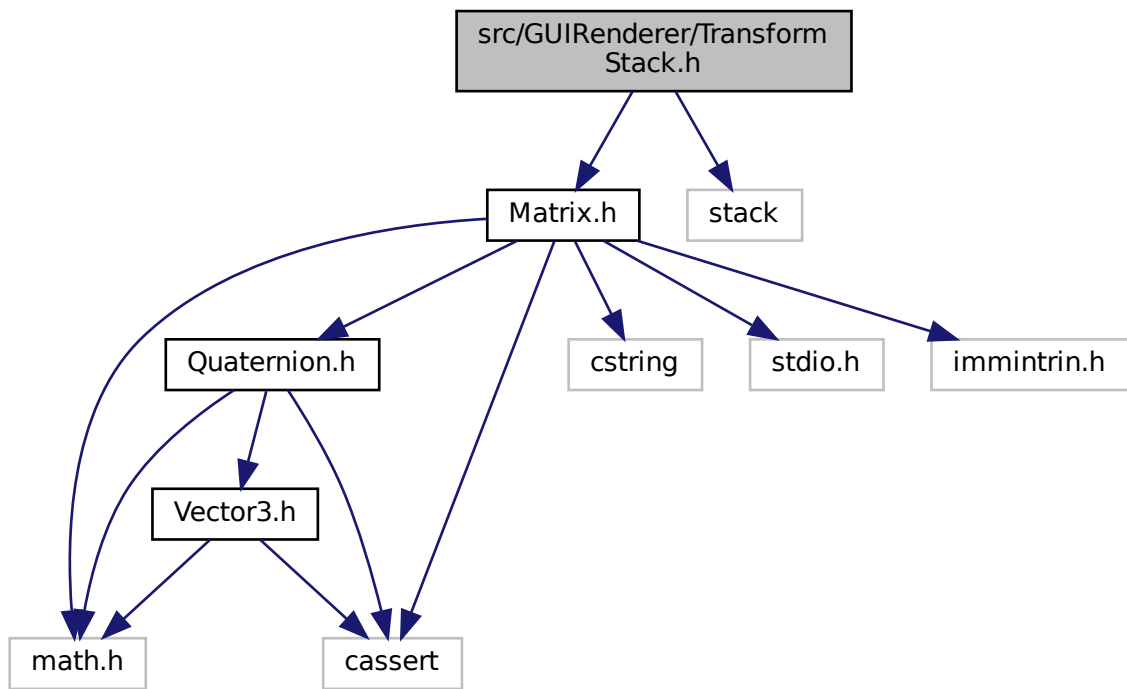 src/GUIRenderer/Transform
Stack.h
Matrix.h
stack
Quaternion.h
cstring
stdio.h
immintrin.h
Vector3.h
math.h
cassert